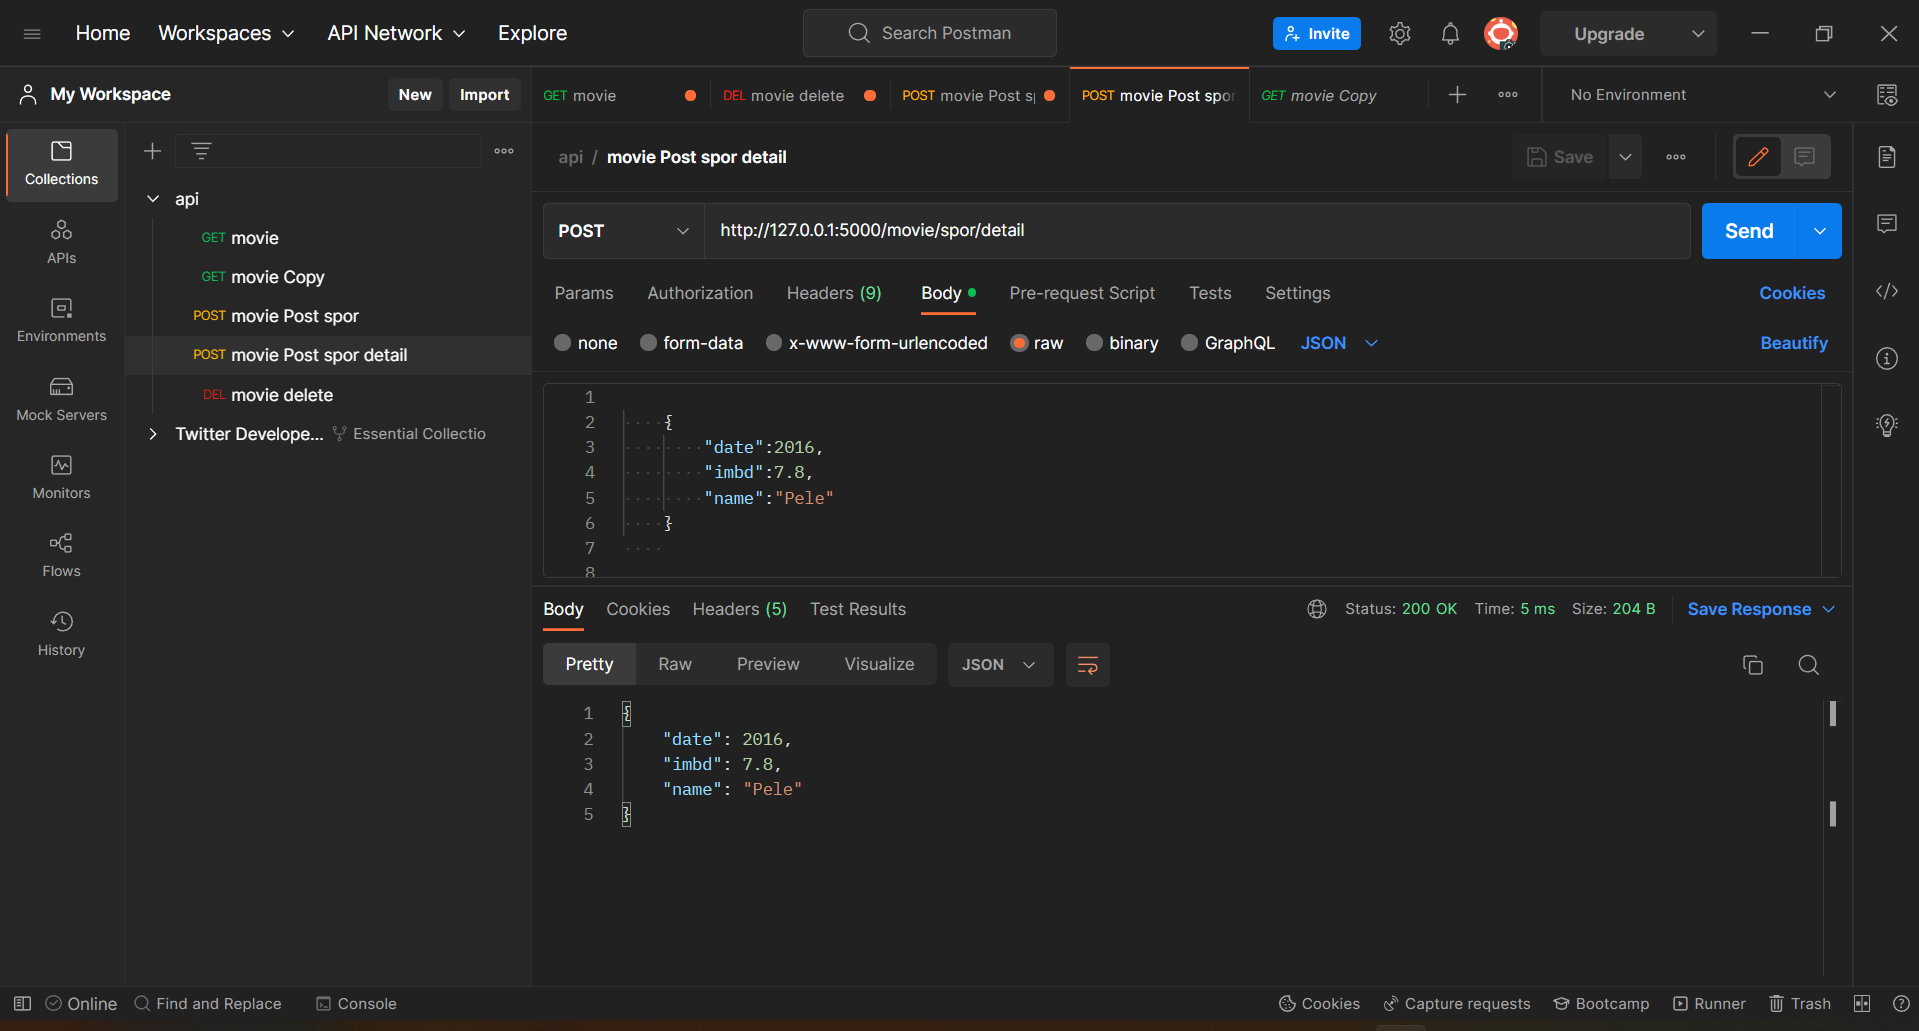 Home Workspaces API Network Explore Search Postman Invite Upgrade
My Workspace New Import
GET movie DEL movie delete POST movie Post sp POST movie Post spor GET movie Copy No Environment
Collections
APIs
Environments
Mock Servers
Monitors
Flows
History
api
GET movie
GET movie Copy
POST movie Post spor
POST movie Post spor detail
DEL movie delete
Twitter Develope... Essential Collectio
api / movie Post spor detail Save
POST http://127.0.0.1:5000/movie/spor/detail Send
Params Authorization Headers (9) Body Pre-request Script Tests Settings Cookies
none form-data x-www-form-urlencoded raw binary GraphQL JSON Beautify
1
2 {
3 "date":2016,
4 "imbd":7.8,
5 "name":"Pele"
6 }
7
8
Body Cookies Headers (5) Test Results Status: 200 OK Time: 5 ms Size: 204 B Save Response
Pretty Raw Preview Visualize JSON
1 {
2 "date": 2016,
3 "imbd": 7.8,
4 "name": "Pele"
5 }
Online Find and Replace Console Cookies Capture requests Bootcamp Runner Trash